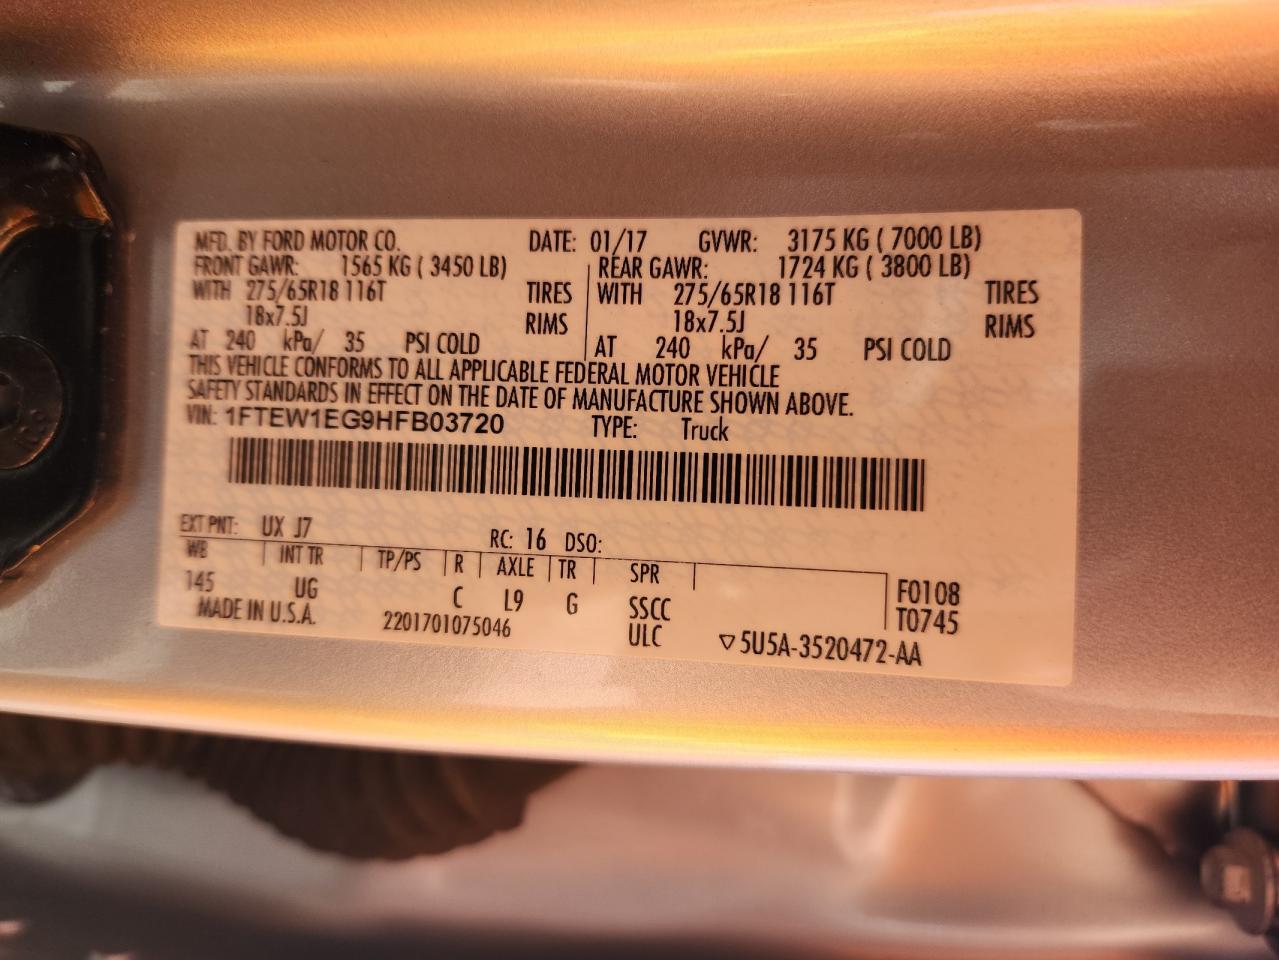 MFD. BY FORD MOTOR CO. DATE: 01/17 GVWR: 3175 KG ( 7000 LB)
FRONT GAWR: 1565 KG ( 3450 LB) REAR GAWR: 1724 KG ( 3800 LB)
WITH 275/65R18 116T TIRES WITH 275/65R18 116T TIRES
18x7.5J RIMS 18x7.5J RIMS
AT 240 kPa/ 35 PSI COLD AT 240 kPa/ 35 PSI COLD
THIS VEHICLE CONFORMS TO ALL APPLICABLE FEDERAL MOTOR VEHICLE
SAFETY STANDARDS IN EFFECT ON THE DATE OF MANUFACTURE SHOWN ABOVE.
VIN: 1FTEW1EG9HFB03720 TYPE: Truck
EXT PNT: UX J7 RC: 16 DSO:
WB INT TR TP/PS R AXLE TR SPR
145 UG C L9 G SSCC F0108
MADE IN U.S.A. 2201701075046 ULC T0745
▽5U5A-3520472-AA